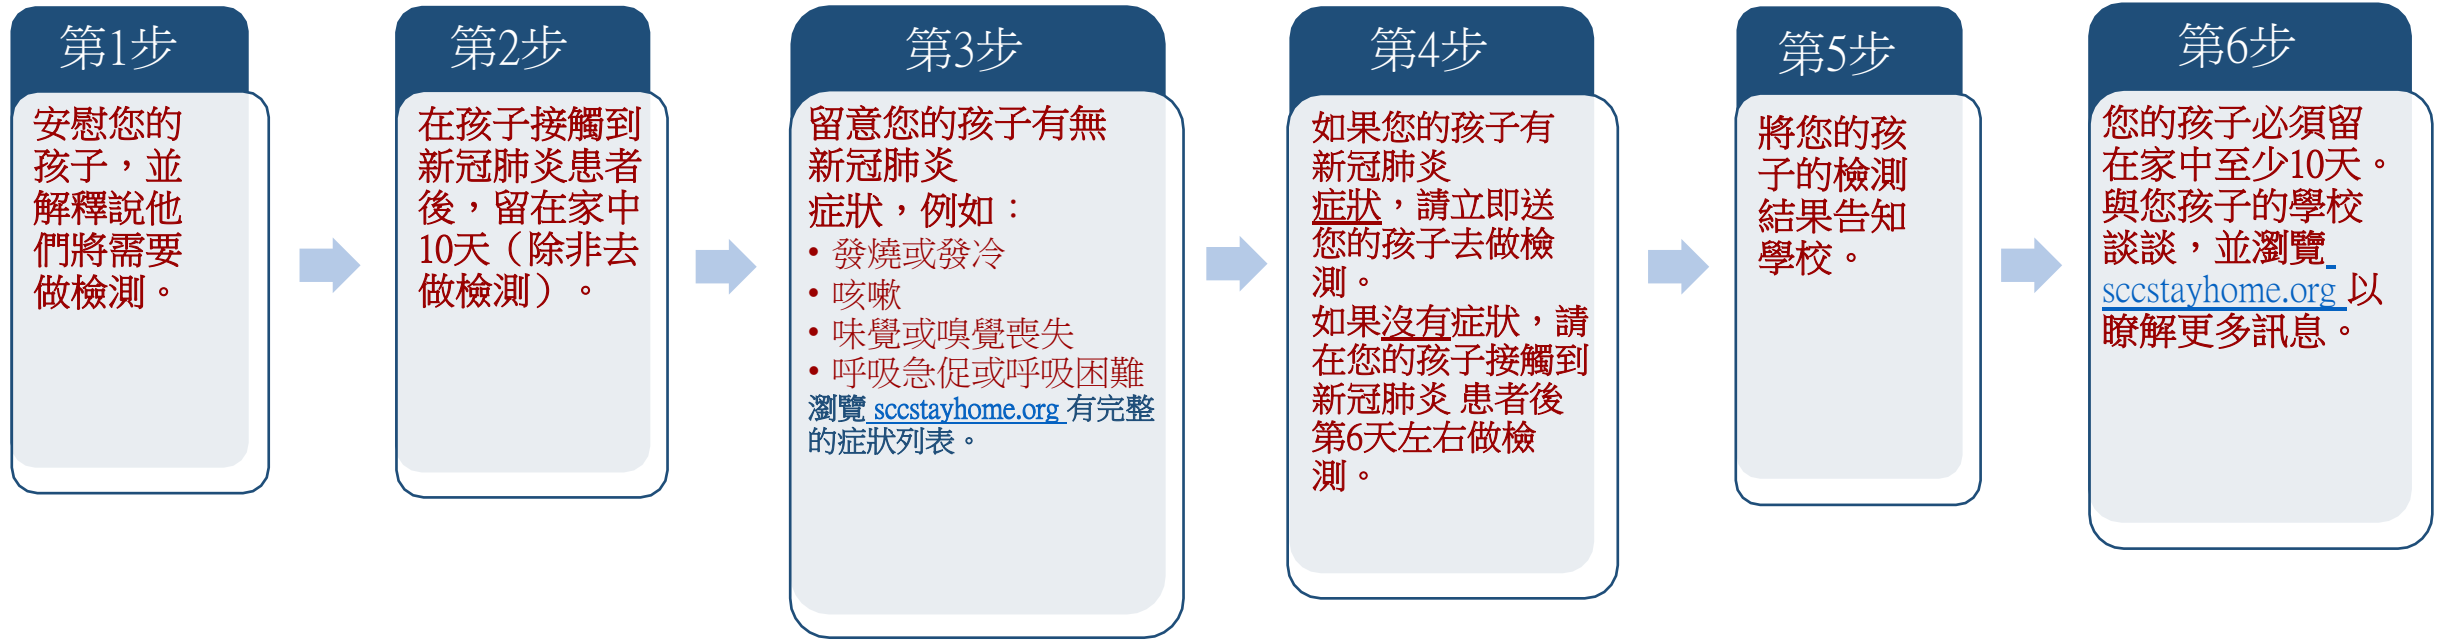 第1步
安慰您的
孩子，並
解釋說他
們將需要
做檢測。
第2步
在孩子接觸到
新冠肺炎患者
後，留在家中
10天（除非去
做檢測）。
第3步
留意您的孩子有無
新冠肺炎
症狀，例如：
• 發燒或發冷
• 咳嗽
• 味覺或嗅覺喪失
• 呼吸急促或呼吸困難
瀏覽 sccstayhome.org 有完整
的症狀列表。
第4步
如果您的孩子有
新冠肺炎
症狀，請立即送
您的孩子去做檢
測。
如果沒有症狀，請
在您的孩子接觸到
新冠肺炎 患者後
第6天左右做檢
測。
第5步
將您的孩
子的檢測
結果告知
學校。
第6步
您的孩子必須留
在家中至少10天。
與您孩子的學校
談談，並瀏覽
sccstayhome.org 以
瞭解更多訊息。